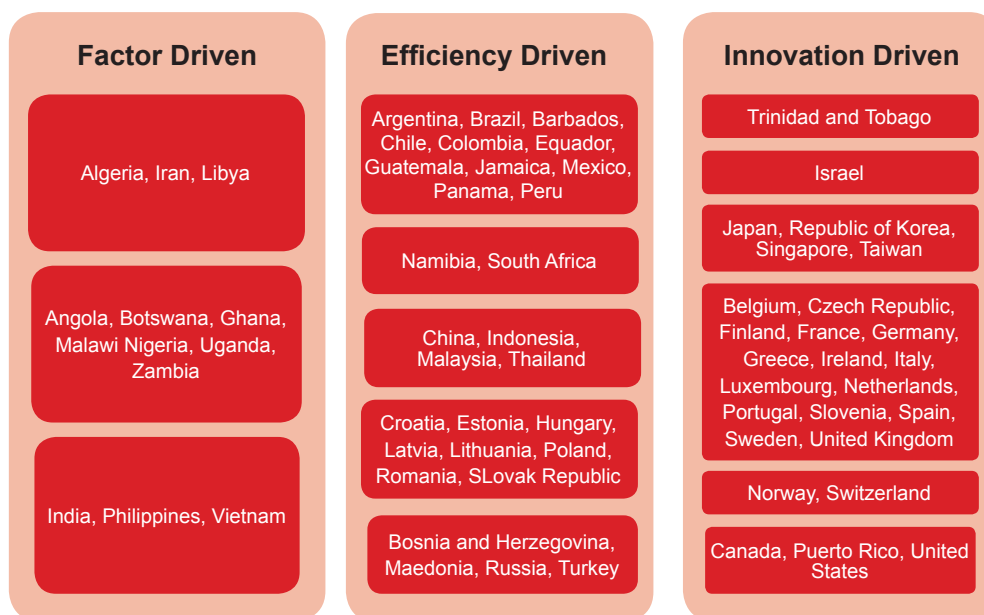 Factor Driven
Algeria, Iran, Libya
Angola, Botswana, Ghana,
Malawi Nigeria, Uganda,
Zambia
India, Philippines, Vietnam
Efficiency Driven
Argentina, Brazil, Barbados,
Chile, Colombia, Equador,
Guatemala, Jamaica, Mexico,
Panama, Peru
Namibia, South Africa
China, Indonesia,
Malaysia, Thailand
Croatia, Estonia, Hungary,
Latvia, Lithuania, Poland,
Romania, SLovak Republic
Bosnia and Herzegovina,
Maedonia, Russia, Turkey
Innovation Driven
Trinidad and Tobago
Israel
Japan, Republic of Korea,
Singapore, Taiwan
Belgium, Czech Republic,
Finland, France, Germany,
Greece, Ireland, Italy,
Luxembourg, Netherlands,
Portugal, Slovenia, Spain,
Sweden, United Kingdom
Norway, Switzerland
Canada, Puerto Rico, United
States